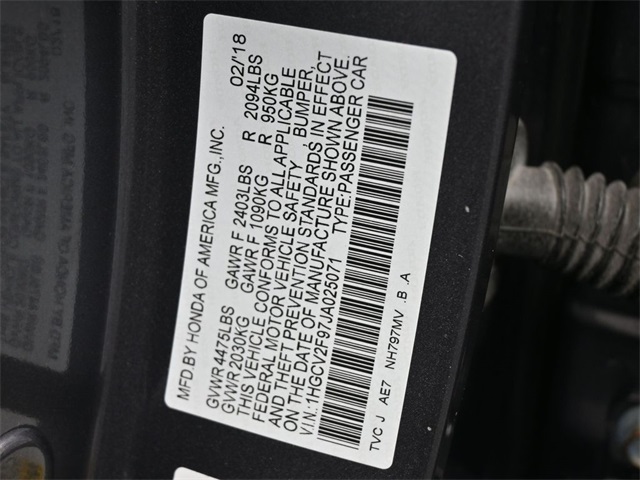 MFD.BY HONDA OF AMERICA MFG.,INC. 02/'18
GVWR 4475LBS GAWR F 2403LBS R 2094LBS
GVWR 2030KG GAWR F 1090KG R 950KG
THIS VEHICLE CONFORMS TO ALL APPLICABLE
FEDERAL MOTOR VEHICLE SAFETY, BUMPER,
AND THEFT PREVENTION STANDARDS IN EFFECT
ON THE DATE OF MANUFACTURE SHOWN ABOVE.
V.I.N.:1HGCV2F97JA025071 TYPE:PASSENGER CAR
TVC J AE7 NH797MV .B .A